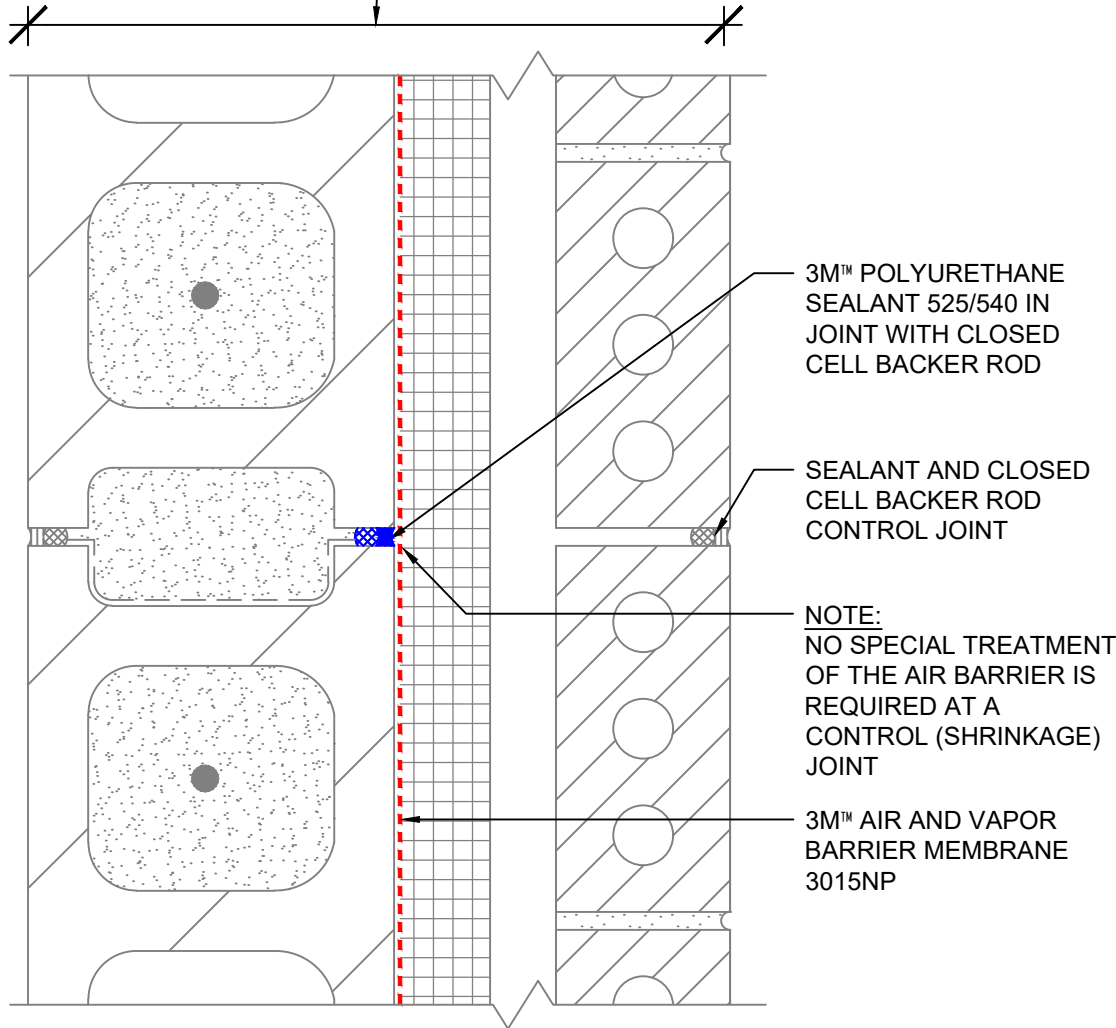 3M™ POLYURETHANE
SEALANT 525/540 IN
JOINT WITH CLOSED
CELL BACKER ROD
SEALANT AND CLOSED
CELL BACKER ROD
CONTROL JOINT
NOTE:
NO SPECIAL TREATMENT
OF THE AIR BARRIER IS
REQUIRED AT A
CONTROL (SHRINKAGE)
JOINT
3M™ AIR AND VAPOR
BARRIER MEMBRANE
3015NP